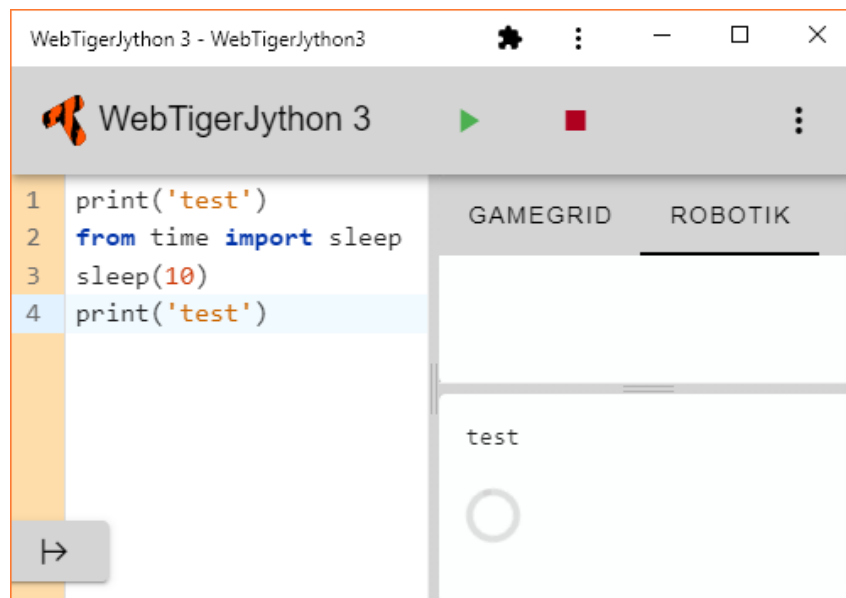 WebTigerJython 3 - WebTigerJython3
WebTigerJython 3
1 print('test')
2 from time import sleep
3 sleep(10)
4 print('test')
GAMEGRID ROBOTIK
test